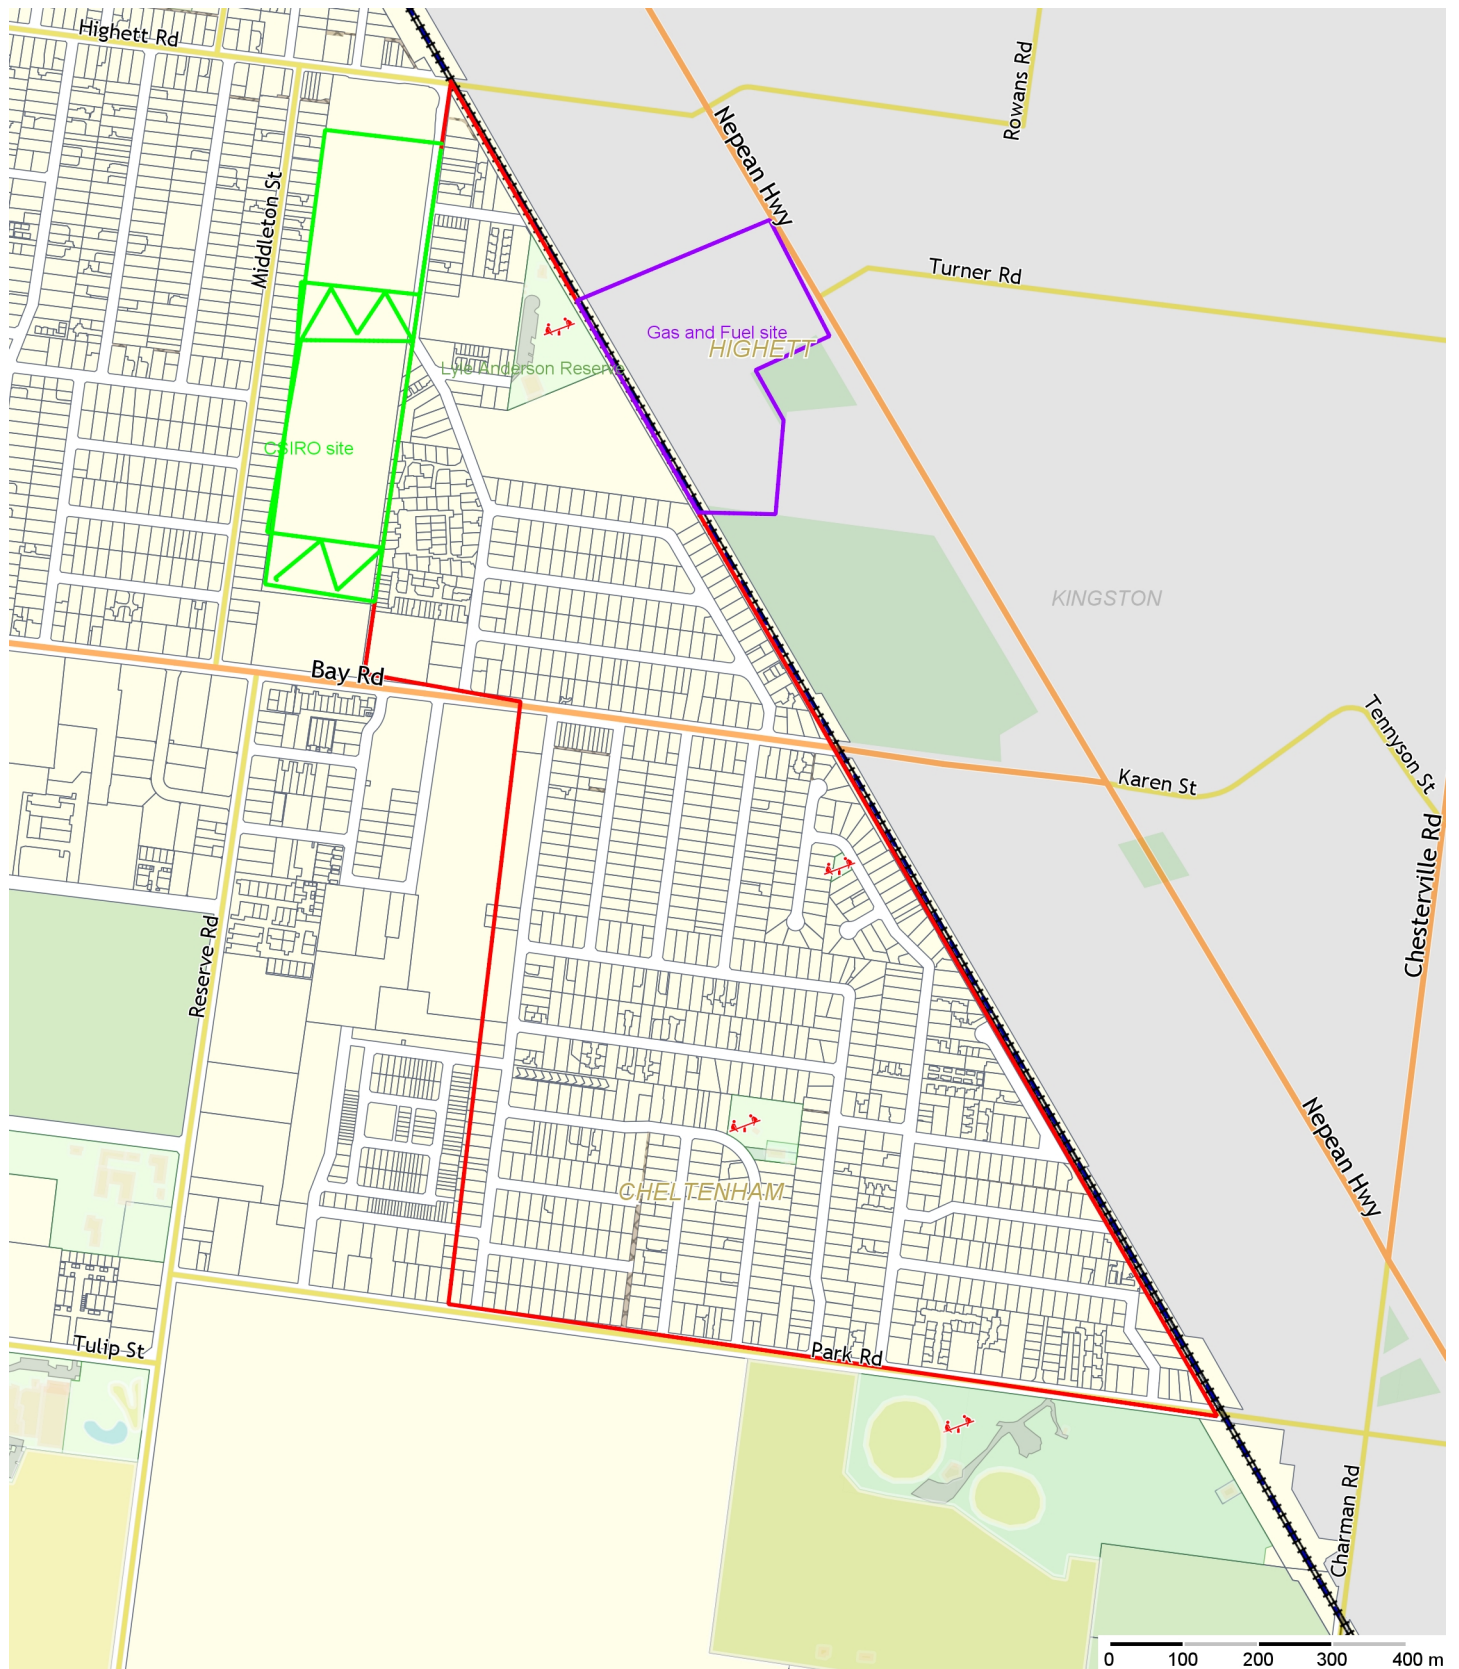 Highett Rd
Rowans Rd
Nepean Hwy
Middleton St
Turner Rd
Gas and Fuel site
HIGHETT
Lyle Anderson Reserve
CSIRO site
KINGSTON
Bay Rd
Tennyson St
Karen St
Chesterville Rd
Reserve Rd
Nepean Hwy
CHELTENHAM
Tulip St
Park Rd
Charman Rd
0 100 200 300 400 m